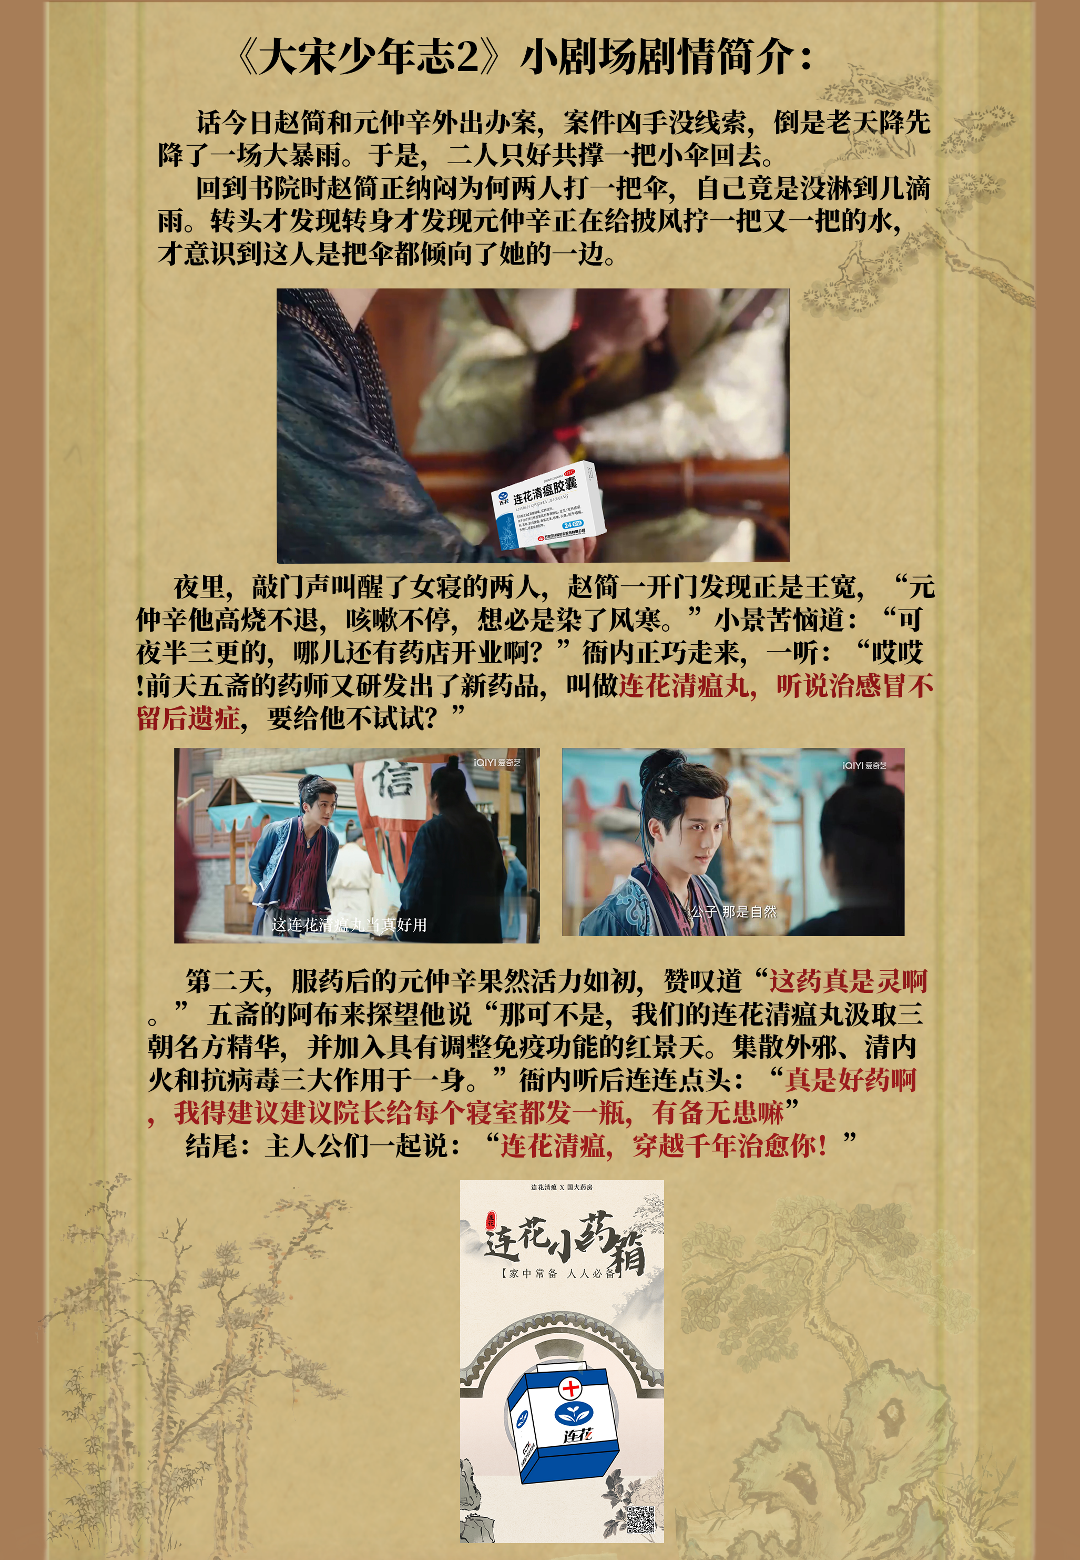 《大宋少年志2》小剧场剧情简介：
话今日赵简和元仲辛外出办案，案件凶手没线索，倒是老天降先
降了一场大暴雨。于是，二人只好共撑一把小伞回去。
回到书院时赵简正纳闷为何两人打一把伞，自己竟是没淋到几滴
雨。转头才发现转身才发现元仲辛正在给披风拧一把又一把的水，
才意识到这人是把伞都倾向了她的一边。
连花清瘟胶囊
夜里，敲门声叫醒了女寝的两人，赵简一开门发现正是王宽，“元
仲辛他高烧不退，咳嗽不停，想必是染了风寒。”小景苦恼道：“可
夜半三更的，哪儿还有药店开业啊？”衙内正巧走来，一听：“哎哎
!前天五斋的药师又研发出了新药品，叫做连花清瘟丸，听说治感冒不
留后遗症，要给他不试试？”
iQIYI 爱奇艺
信
这连花清瘟丸当真好用
iQIYI 爱奇艺
公子 那是自然
第二天，服药后的元仲辛果然活力如初，赞叹道“这药真是灵啊
。” 五斋的阿布来探望他说“那可不是，我们的连花清瘟丸汲取三
朝名方精华，并加入具有调整免疫功能的红景天。集散外邪、清内
火和抗病毒三大作用于一身。”衙内听后连连点头：“真是好药啊
，我得建议建议院长给每个寝室都发一瓶，有备无患嘛”
结尾：主人公们一起说：“连花清瘟，穿越千年治愈你！”
连花清瘟 X 国大药房
连花小药箱
【家中常备 人人必备】
连花